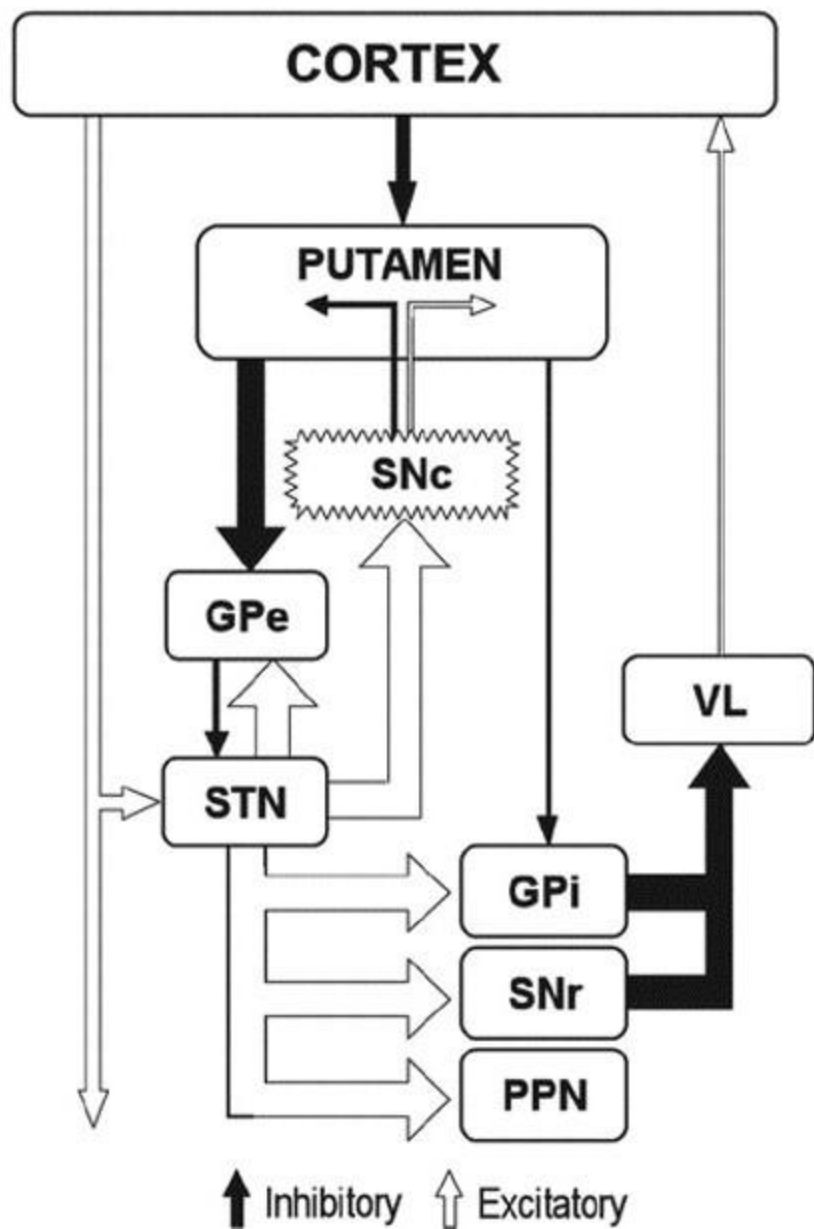 CORTEX
PUTAMEN
SNc
GPe
VL
STN
GPi
SNr
PPN
Inhibitory Excitatory